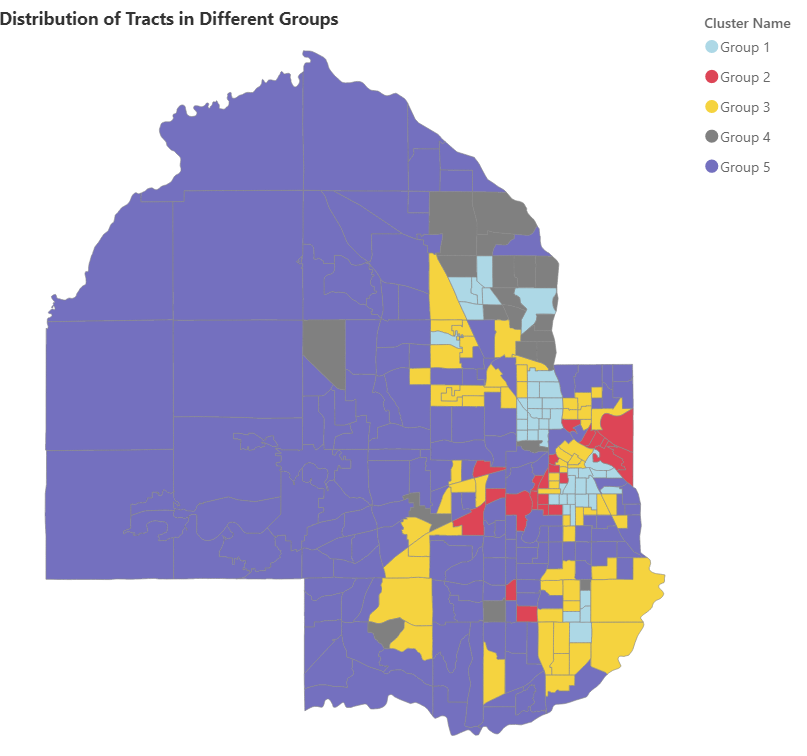 Distribution of Tracts in Different Groups
Cluster Name
Group 1
Group 2
Group 3
Group 4
Group 5